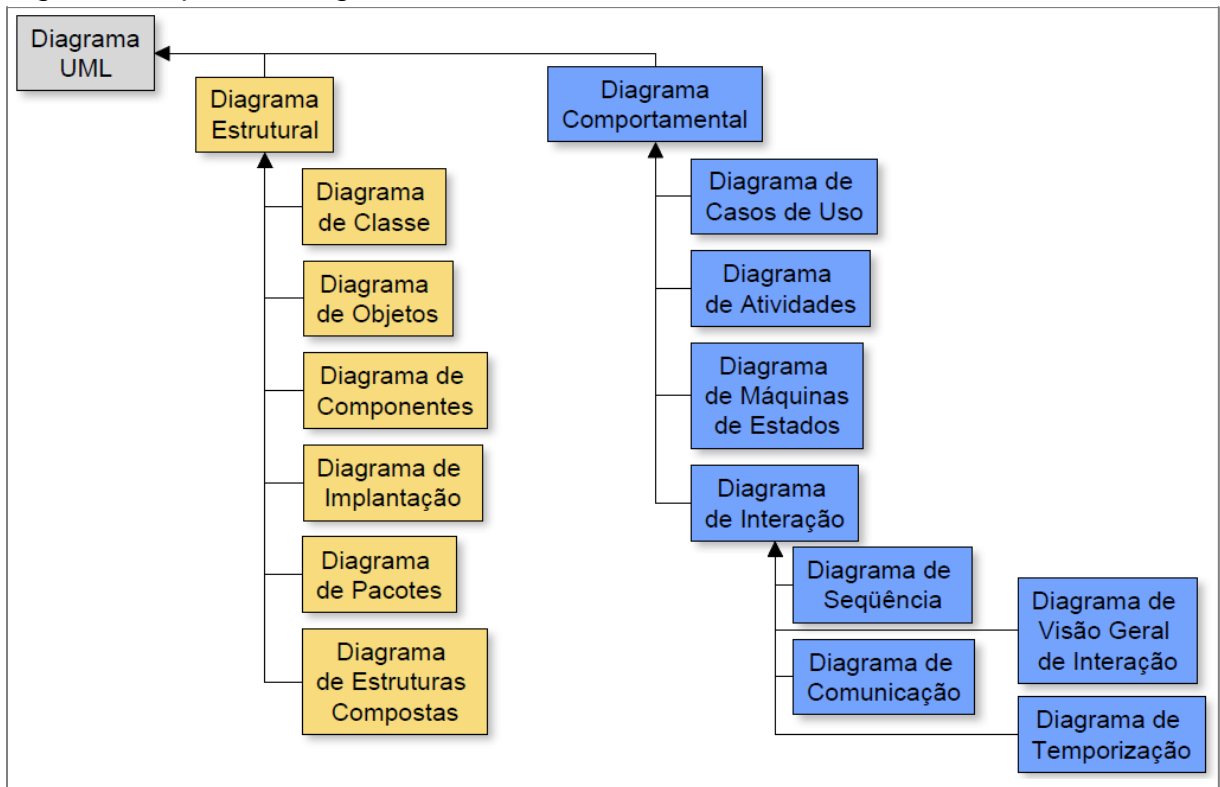 Diagrama
UML
Diagrama
Estrutural
Diagrama
de Classe
Diagrama
de Objetos
Diagrama de
Componentes
Diagrama de
Implantação
Diagrama
de Pacotes
Diagrama
de Estruturas
Compostas
Diagrama
Comportamental
Diagrama de
Casos de Uso
Diagrama
de Atividades
Diagrama
de Máquinas
de Estados
Diagrama
de Interação
Diagrama de
Seqüência
Diagrama de
Visão Geral
de Interação
Diagrama de
Comunicação
Diagrama de
Temporização